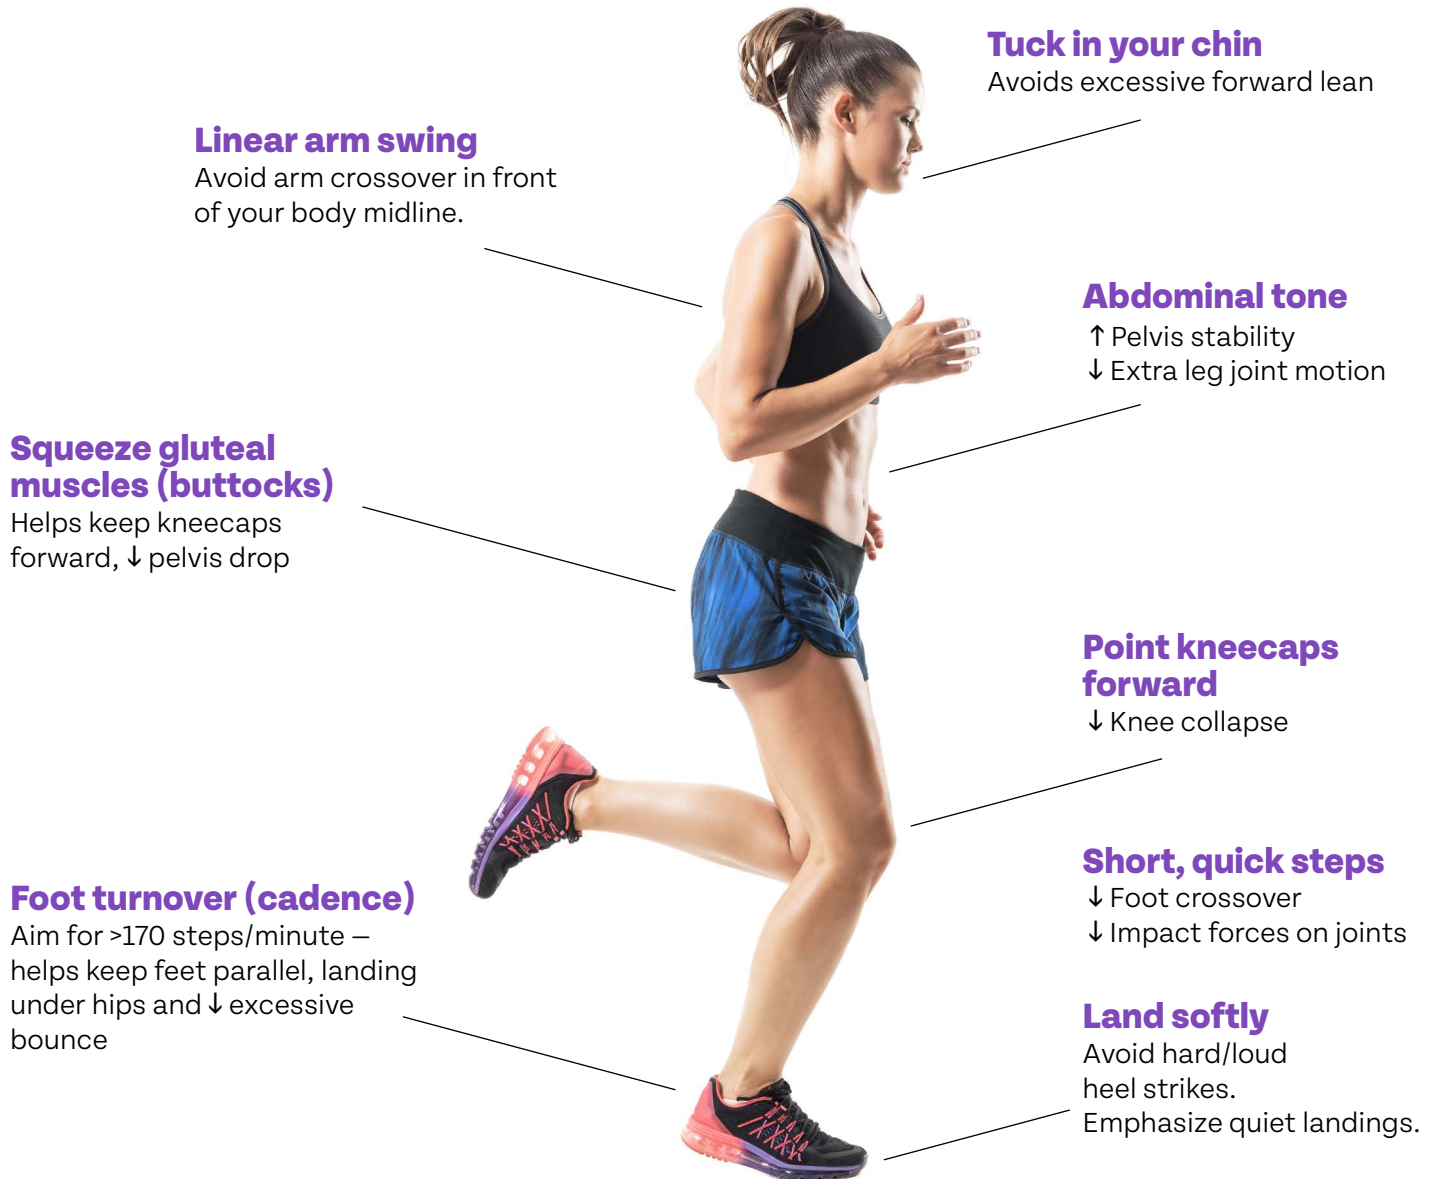 Tuck in your chin
Avoids excessive forward lean
Linear arm swing
Avoid arm crossover in front
of your body midline.
Abdominal tone
↑ Pelvis stability
↓ Extra leg joint motion
Squeeze gluteal
muscles (buttocks)
Helps keep kneecaps
forward, ↓ pelvis drop
Point kneecaps
forward
↓ Knee collapse
Short, quick steps
↓ Foot crossover
↓ Impact forces on joints
Foot turnover (cadence)
Aim for >170 steps/minute –
helps keep feet parallel, landing
under hips and ↓ excessive
bounce
Land softly
Avoid hard/loud
heel strikes.
Emphasize quiet landings.